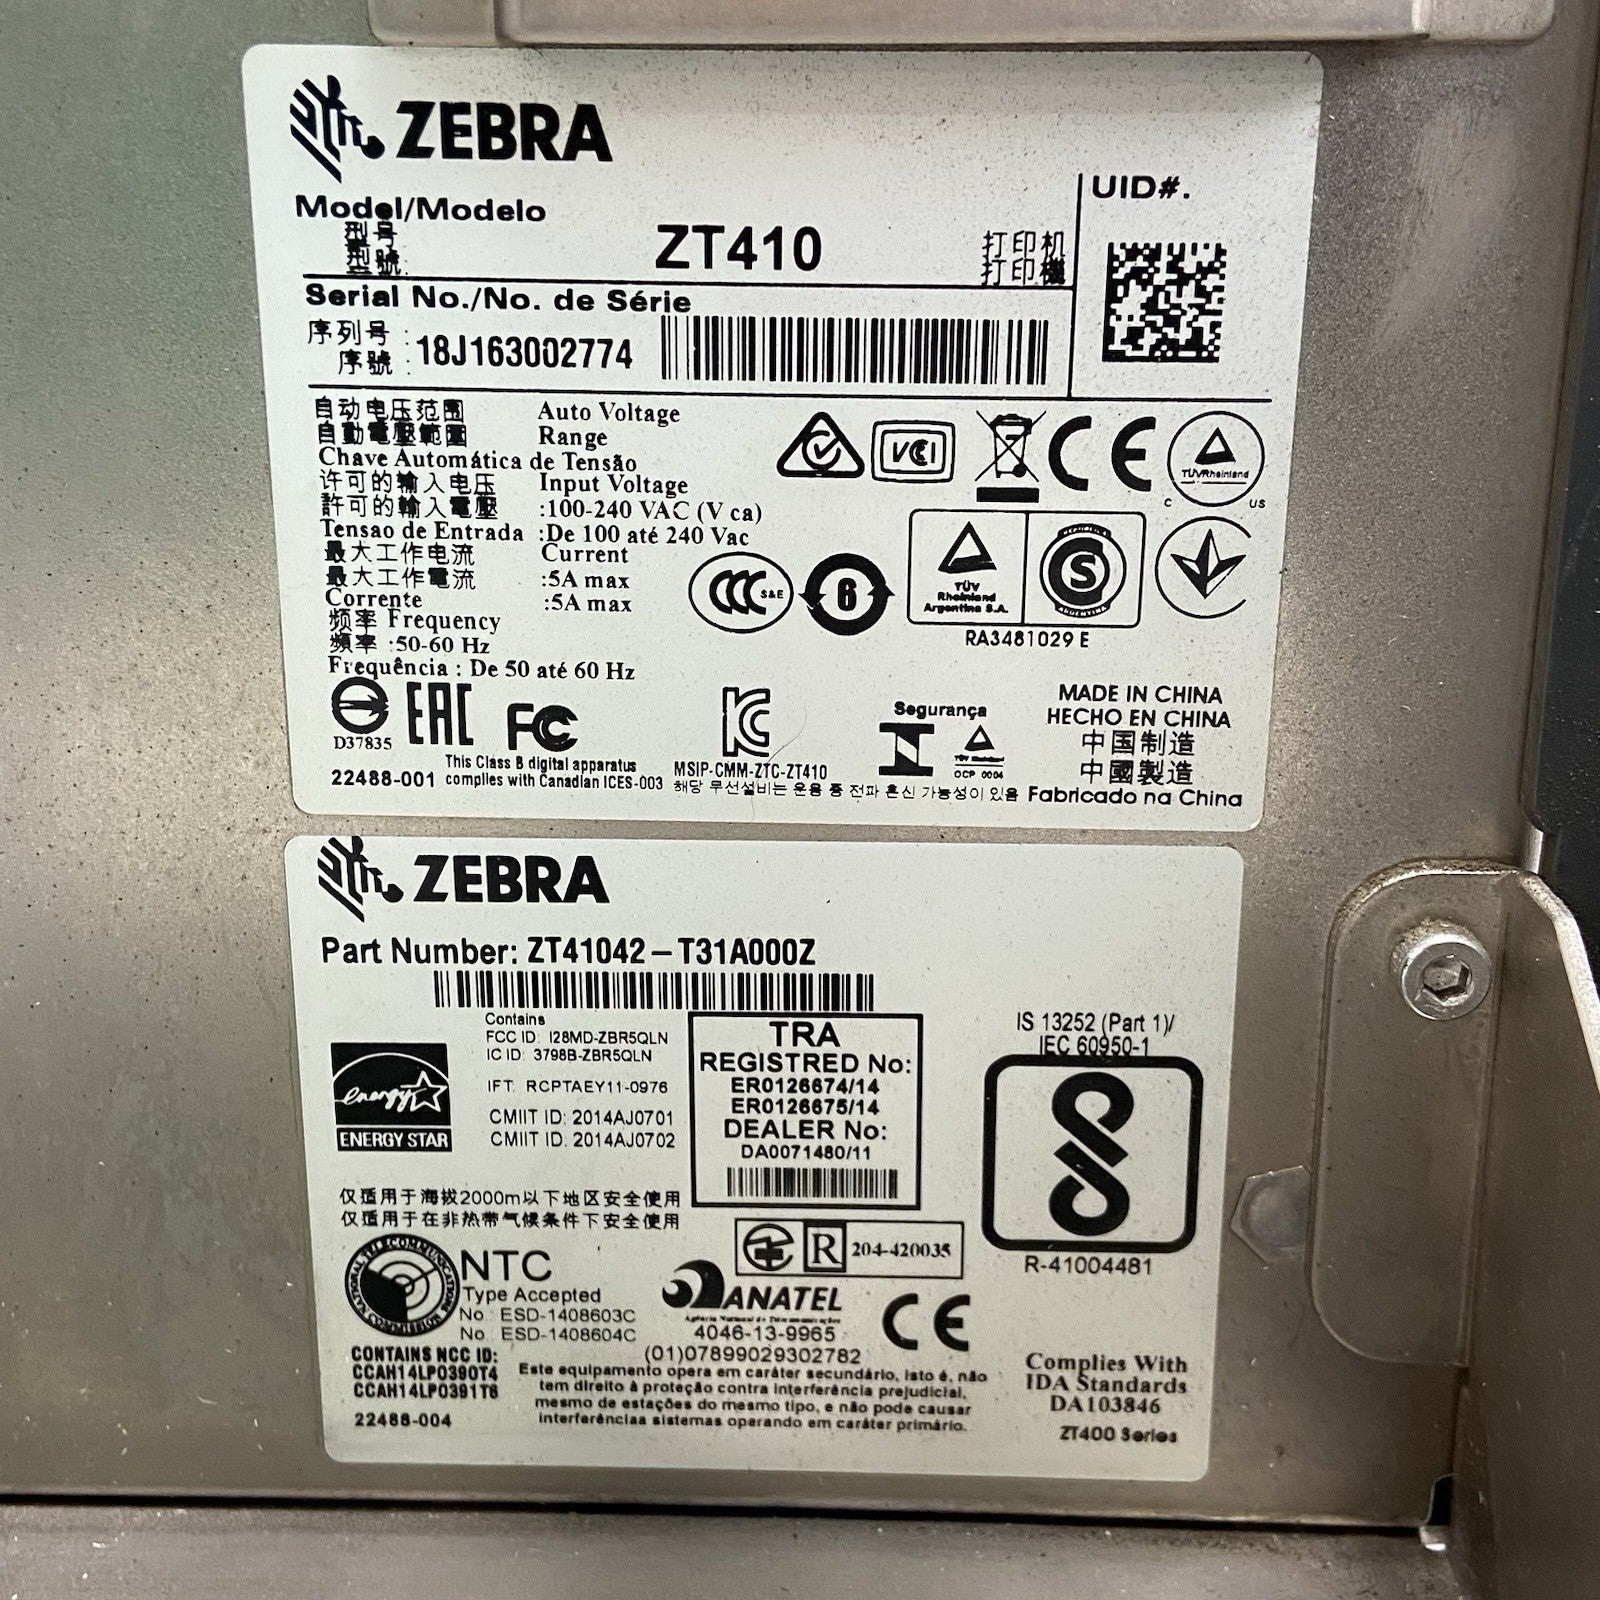 ZEBRA
Model/Modelo
型号
型號:
ZT410
打印机
打印機
UID#.
Serial No./No. de Série
序列号 :
序號 :
18J163002774
自动电压范围 Auto Voltage
自動電壓範圍 Range
Chave Automática de Tensão
许可的输入电压 Input Voltage
許可的輸入電壓 :100-240 VAC (V ca)
Tensao de Entrada :De 100 até 240 Vac
最大工作电流 Current
最大工作電流 :5A max
Corrente :5A max
频率 Frequency
頻率 :50-60 Hz
Frequência : De 50 até 60 Hz
VCI
CE
TÜVRheinland
C US
CCC S&E
6
TÜV
Rheinland
Argentina S.A.
S
ARGENTINA
RA3481029 E
D37835
EAC
FC
This Class B digital apparatus
22488-001 complies with Canadian ICES-003
MSIP-CMM-ZTC-ZT410
해당 무선설비는 운용 중 전파 혼신 가능성이 있음
Segurança
OCP 0004
MADE IN CHINA
HECHO EN CHINA
中国制造
中國製造
Fabricado na China
ZEBRA
Part Number: ZT41042-T31A000Z
Contains
FCC ID: I28MD-ZBR5QLN
IC ID: 3798B-ZBR5QLN
IFT: RCPTAEY11-0976
CMIIT ID: 2014AJ0701
CMIIT ID: 2014AJ0702
energy
ENERGY STAR
TRA
REGISTRED No:
ER0126674/14
ER0126675/14
DEALER No:
DA0071480/11
IS 13252 (Part 1)/
IEC 60950-1
R-41004481
仅适用于海拔2000m以下地区安全使用
仅适用于在非热带气候条件下安全使用
NATIONAL TELECOMMUNICATIONS COMMISSION
NTC
Type Accepted
No : ESD-1408603C
No : ESD-1408604C
R 204-420035
ANATEL
Agência Nacional de Telecomunicações
4046-13-9965
(01)07899029302782
CE
CONTAINS NCC ID:
CCAH14LP0390T4
CCAH14LP0391T6
22488-004
Este equipamento opera em caráter secundário, isto é, não
tem direito à proteção contra interferência prejudicial,
mesmo de estações do mesmo tipo, e não pode causar
interferênciaa sistemas operando em caráter primário.
Complies With
IDA Standards
DA103846
ZT400 Series